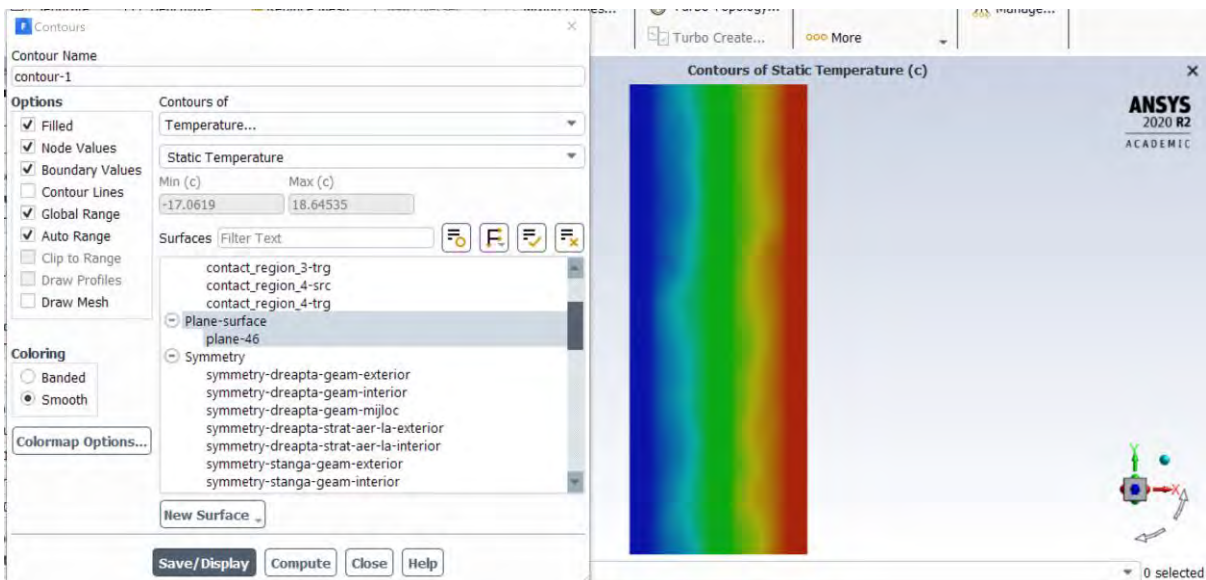 Turbo Topology...
Manage...
Contours
Turbo Create...
More
Contour Name
contour-1
Options
Filled
Node Values
Boundary Values
Contour Lines
Global Range
Auto Range
Clip to Range
Draw Profiles
Draw Mesh
Coloring
Banded
Smooth
Colormap Options...
Contours of
Temperature...
Static Temperature
Min (c) Max (c)
-17.0619 18.64535
Surfaces Filter Text
contact_region_3-trg
contact_region_4-src
contact_region_4-trg
Plane-surface
plane-46
Symmetry
symmetry-dreapta-geam-exterior
symmetry-dreapta-geam-interior
symmetry-dreapta-geam-mijloc
symmetry-dreapta-strat-aer-la-exterior
symmetry-dreapta-strat-aer-la-interior
symmetry-stanga-geam-exterior
symmetry-stanga-geam-interior
New Surface
Save/Display Compute Close Help
Contours of Static Temperature (c)
ANSYS
2020 R2
ACADEMIC
Y
X
0 selected